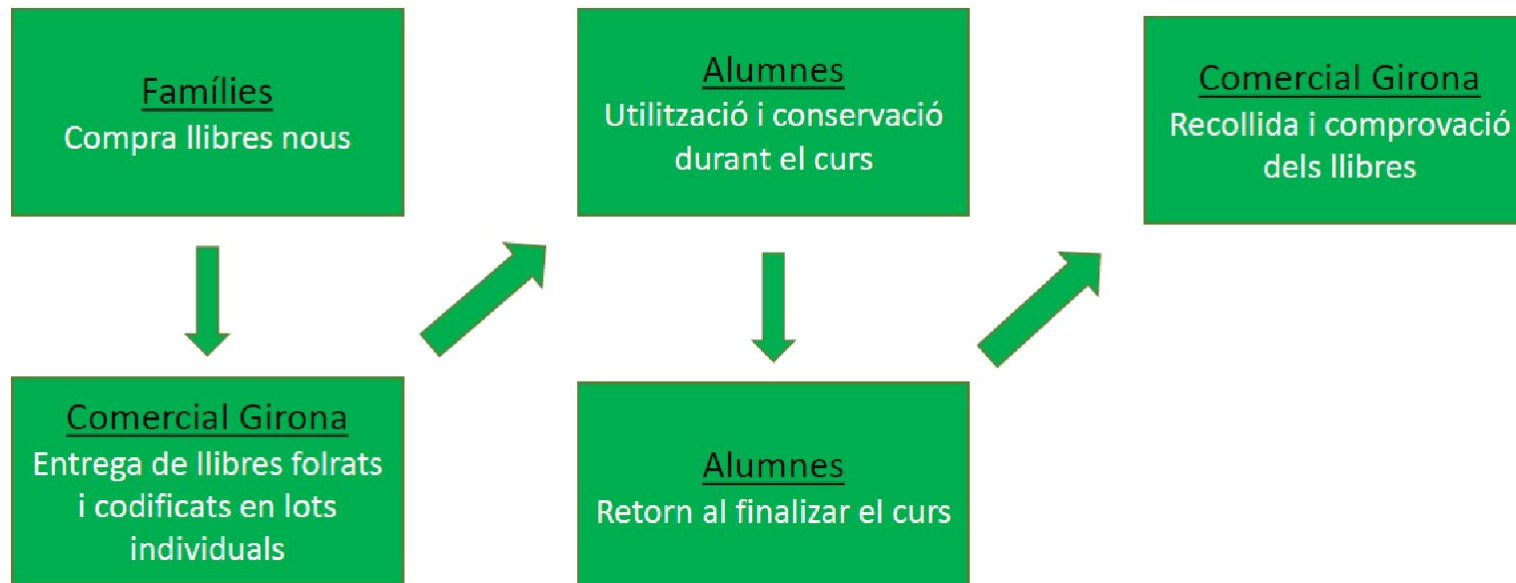 Famílies
Compra llibres nous
Comercial Girona
Entrega de llibres folrats
i codificats en lots
individuals
Alumnes
Utilització i conservació
durant el curs
Alumnes
Retorn al finalizar el curs
Comercial Girona
Recollida i comprovació
dels llibres